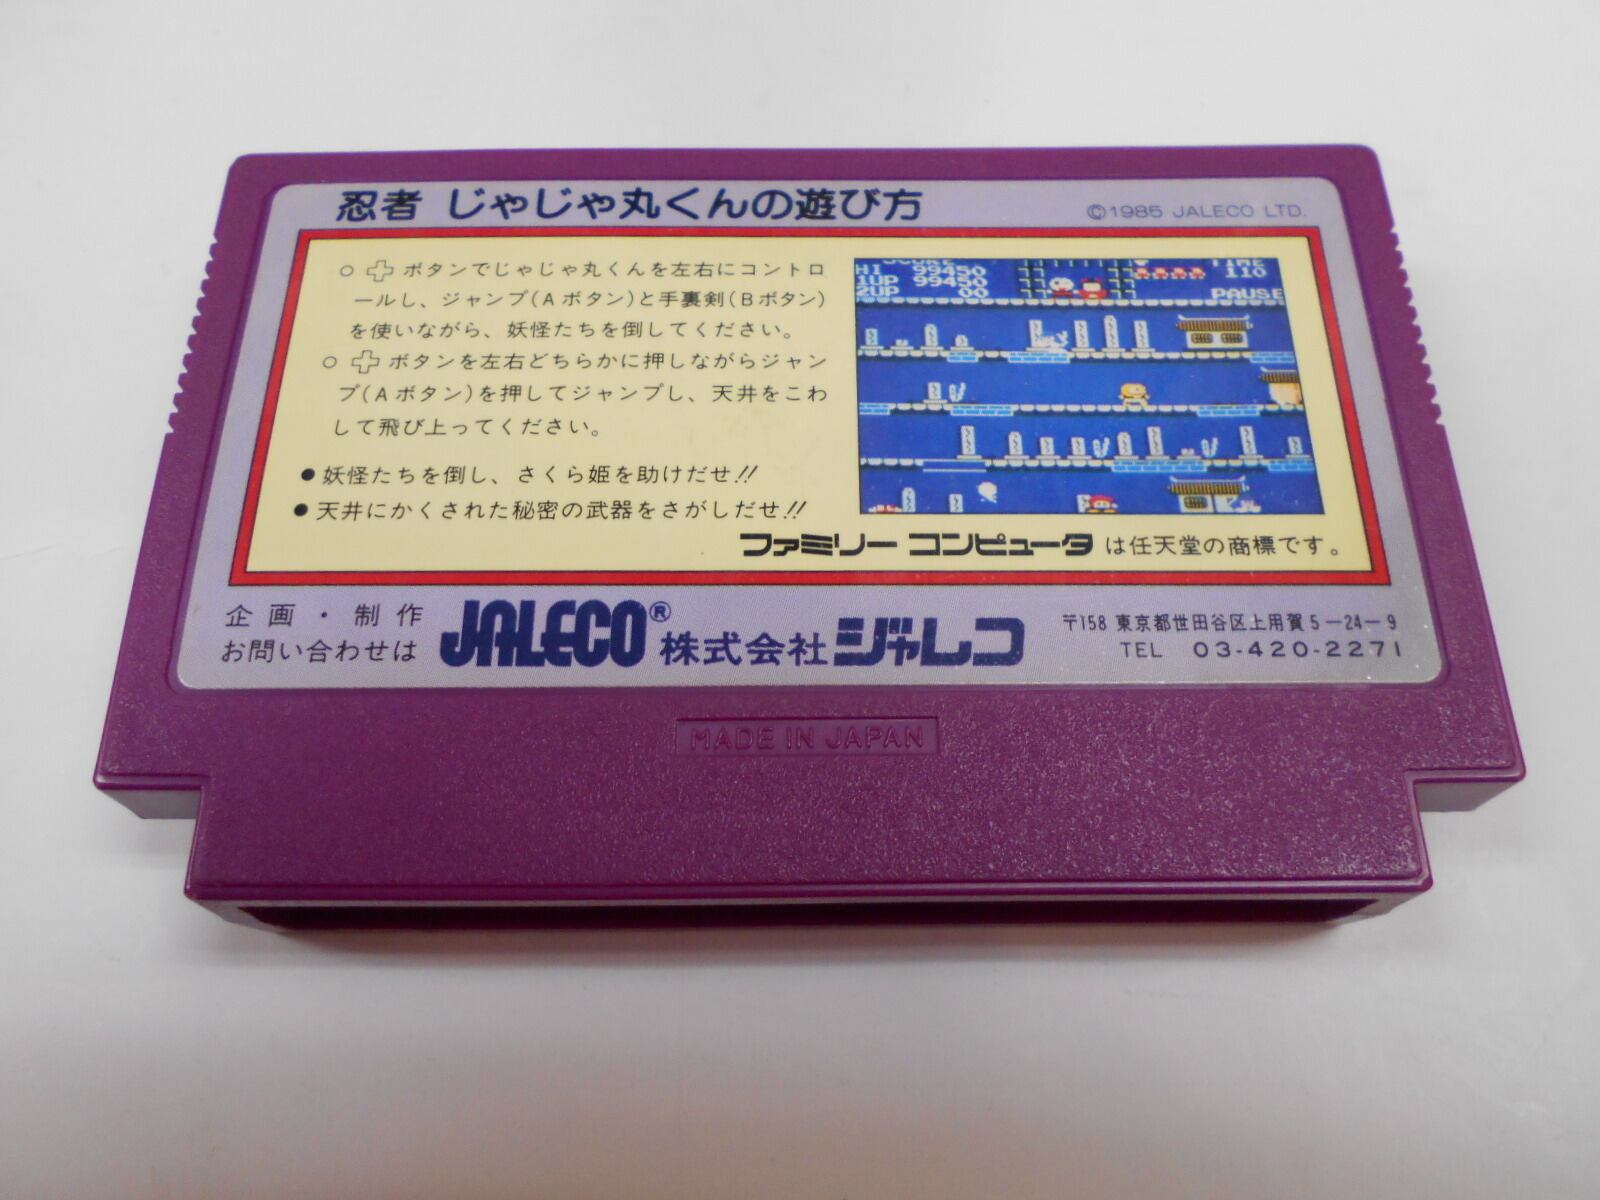 忍者 じゃじゃ丸くんの遊び方
©1985 JALECO LTD.
○ ボタンでじゃじゃ丸くんを左右にコントロ
ールし、ジャンプ(Aボタン)と手裏剣(Bボタン)
を使いながら、妖怪たちを倒してください。
○ ボタンを左右どちらかに押しながらジャン
プ(Aボタン)を押してジャンプし、天井をこわ
して飛び上ってください。
●妖怪たちを倒し、さくら姫を助けだせ!!
●天井にかくされた秘密の武器をさがしだせ!!
SCORE
HI 99450
1UP 99450
2UP 00
TIME
110
PAUSE
ファミリー コンピュータ は任天堂の商標です。
企画・制作
お問い合わせは
JALECO® 株式会社ジャレコ
〒158 東京都世田谷区上用賀5-24-9
TEL 03-420-2271
MADE IN JAPAN